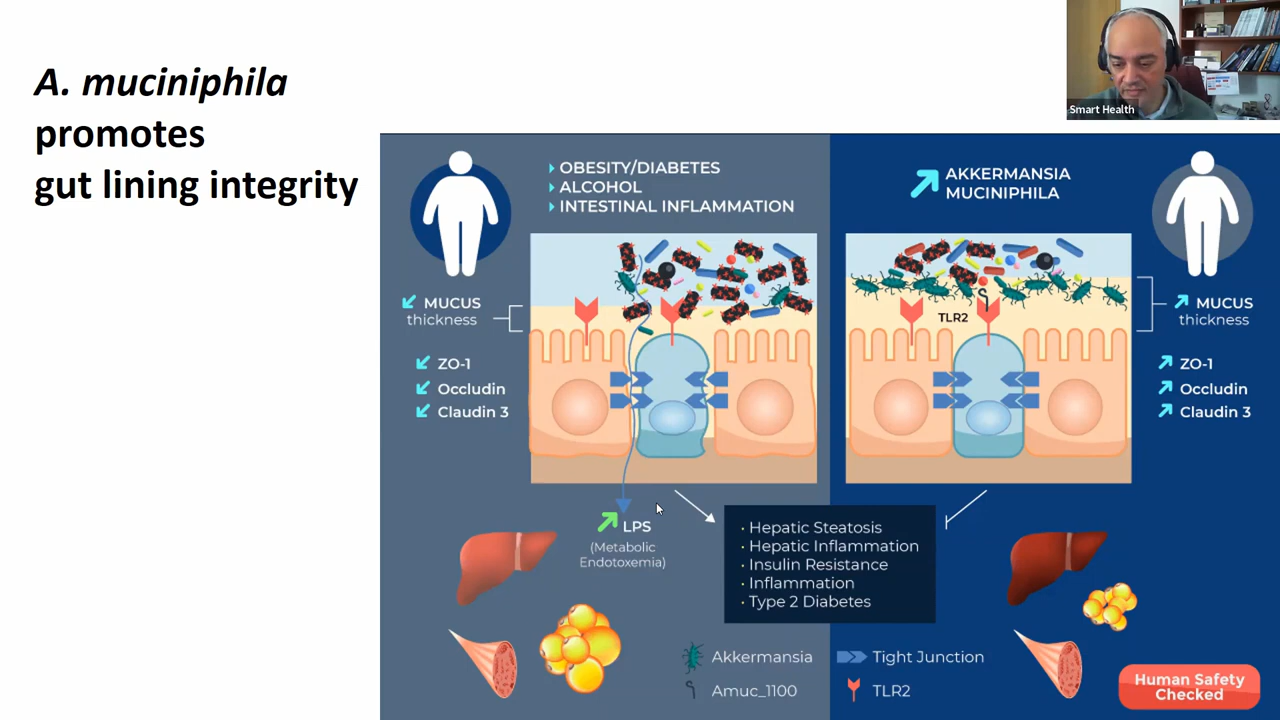 A. muciniphila
promotes
gut lining integrity
Smart Health
OBESITY/DIABETES
ALCOHOL
INTESTINAL INFLAMMATION
AKKERMANSIA
MUCINIPHILA
MUCUS
thickness
ZO-1
Occludin
Claudin 3
TLR2
MUCUS
thickness
ZO-1
Occludin
Claudin 3
LPS
(Metabolic
Endotoxemia)
· Hepatic Steatosis
· Hepatic Inflammation
· Insulin Resistance
· Inflammation
· Type 2 Diabetes
Akkermansia
Tight Junction
Amuc_1100
TLR2
Human Safety
Checked